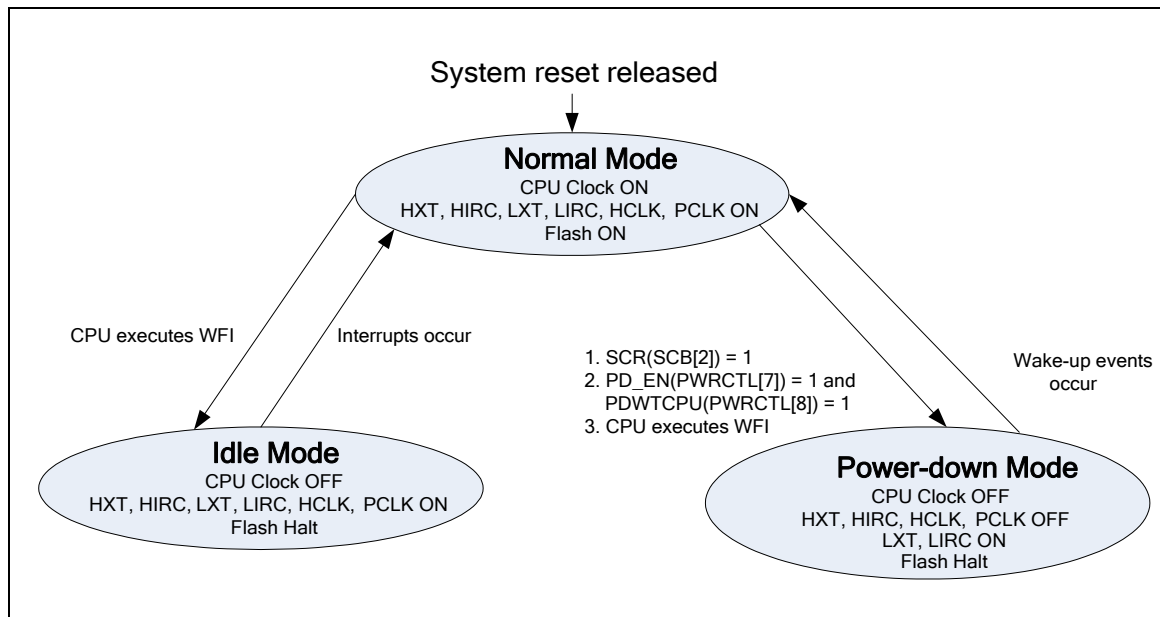 System reset released
Normal Mode
CPU Clock ON
HXT, HIRC, LXT, LIRC, HCLK, PCLK ON
Flash ON
CPU executes WFI
Interrupts occur
1. SCR(SCB[2]) = 1
2. PD_EN(PWRCTL[7]) = 1 and
PDWTCPU(PWRCTL[8]) = 1
3. CPU executes WFI
Wake-up events
occur
Idle Mode
CPU Clock OFF
HXT, HIRC, LXT, LIRC, HCLK, PCLK ON
Flash Halt
Power-down Mode
CPU Clock OFF
HXT, HIRC, HCLK, PCLK OFF
LXT, LIRC ON
Flash Halt